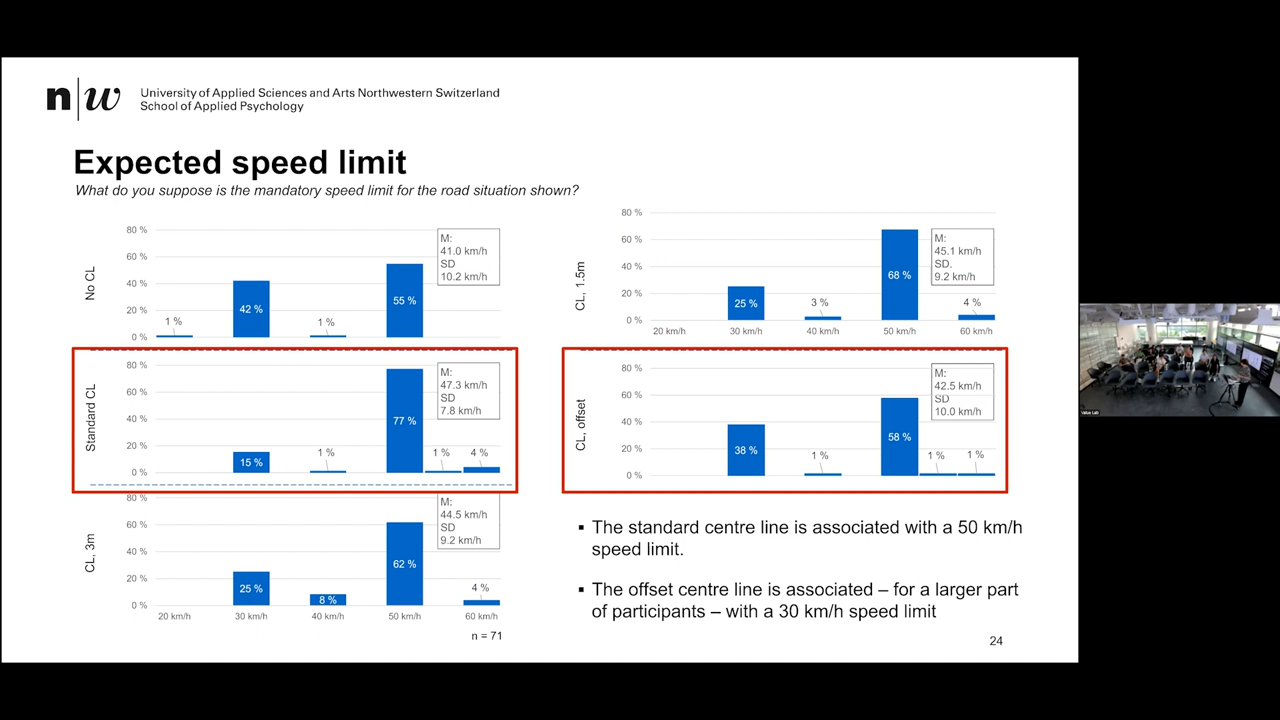 n w
University of Applied Sciences and Arts Northwestern Switzerland
School of Applied Psychology
Expected speed limit
What do you suppose is the mandatory speed limit for the road situation shown?
No CL
80 %
60 %
40 %
20 %
0 %
1 %
42 %
1 %
55 %
M:
41.0 km/h
SD
10.2 km/h
Standard CL
80 %
60 %
40 %
20 %
0 %
15 %
1 %
77 %
1 %
4 %
M:
47.3 km/h
SD
7.8 km/h
CL, 3m
80 %
60 %
40 %
20 %
0 %
25 %
8 %
62 %
4 %
M:
44.5 km/h
SD
9.2 km/h
20 km/h 30 km/h 40 km/h 50 km/h 60 km/h
n = 71
CL, 1.5m
80 %
60 %
40 %
20 %
0 %
25 %
3 %
68 %
4 %
M:
45.1 km/h
SD.
9.2 km/h
20 km/h 30 km/h 40 km/h 50 km/h 60 km/h
CL, offset
80 %
60 %
40 %
20 %
0 %
38 %
1 %
58 %
1 %
1 %
M:
42.5 km/h
SD
10.0 km/h
▪ The standard centre line is associated with a 50 km/h
speed limit.
▪ The offset centre line is associated – for a larger part
of participants – with a 30 km/h speed limit
24
Value Lab